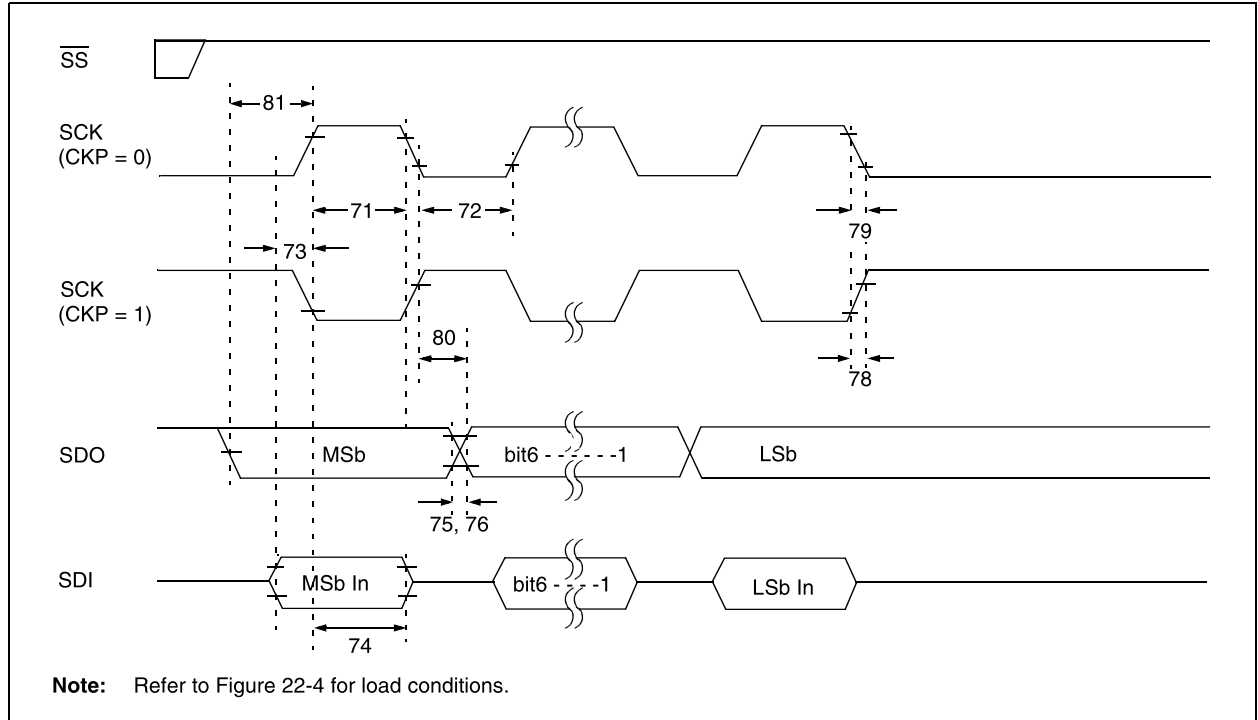 SS
81
SCK
(CKP = 0)
71
72
79
73
SCK
(CKP = 1)
80
78
SDO
MSb
bit6 - - - - - -1
LSb
75, 76
SDI
MSb In
bit6 - - - -1
LSb In
74
Note: Refer to Figure 22-4 for load conditions.